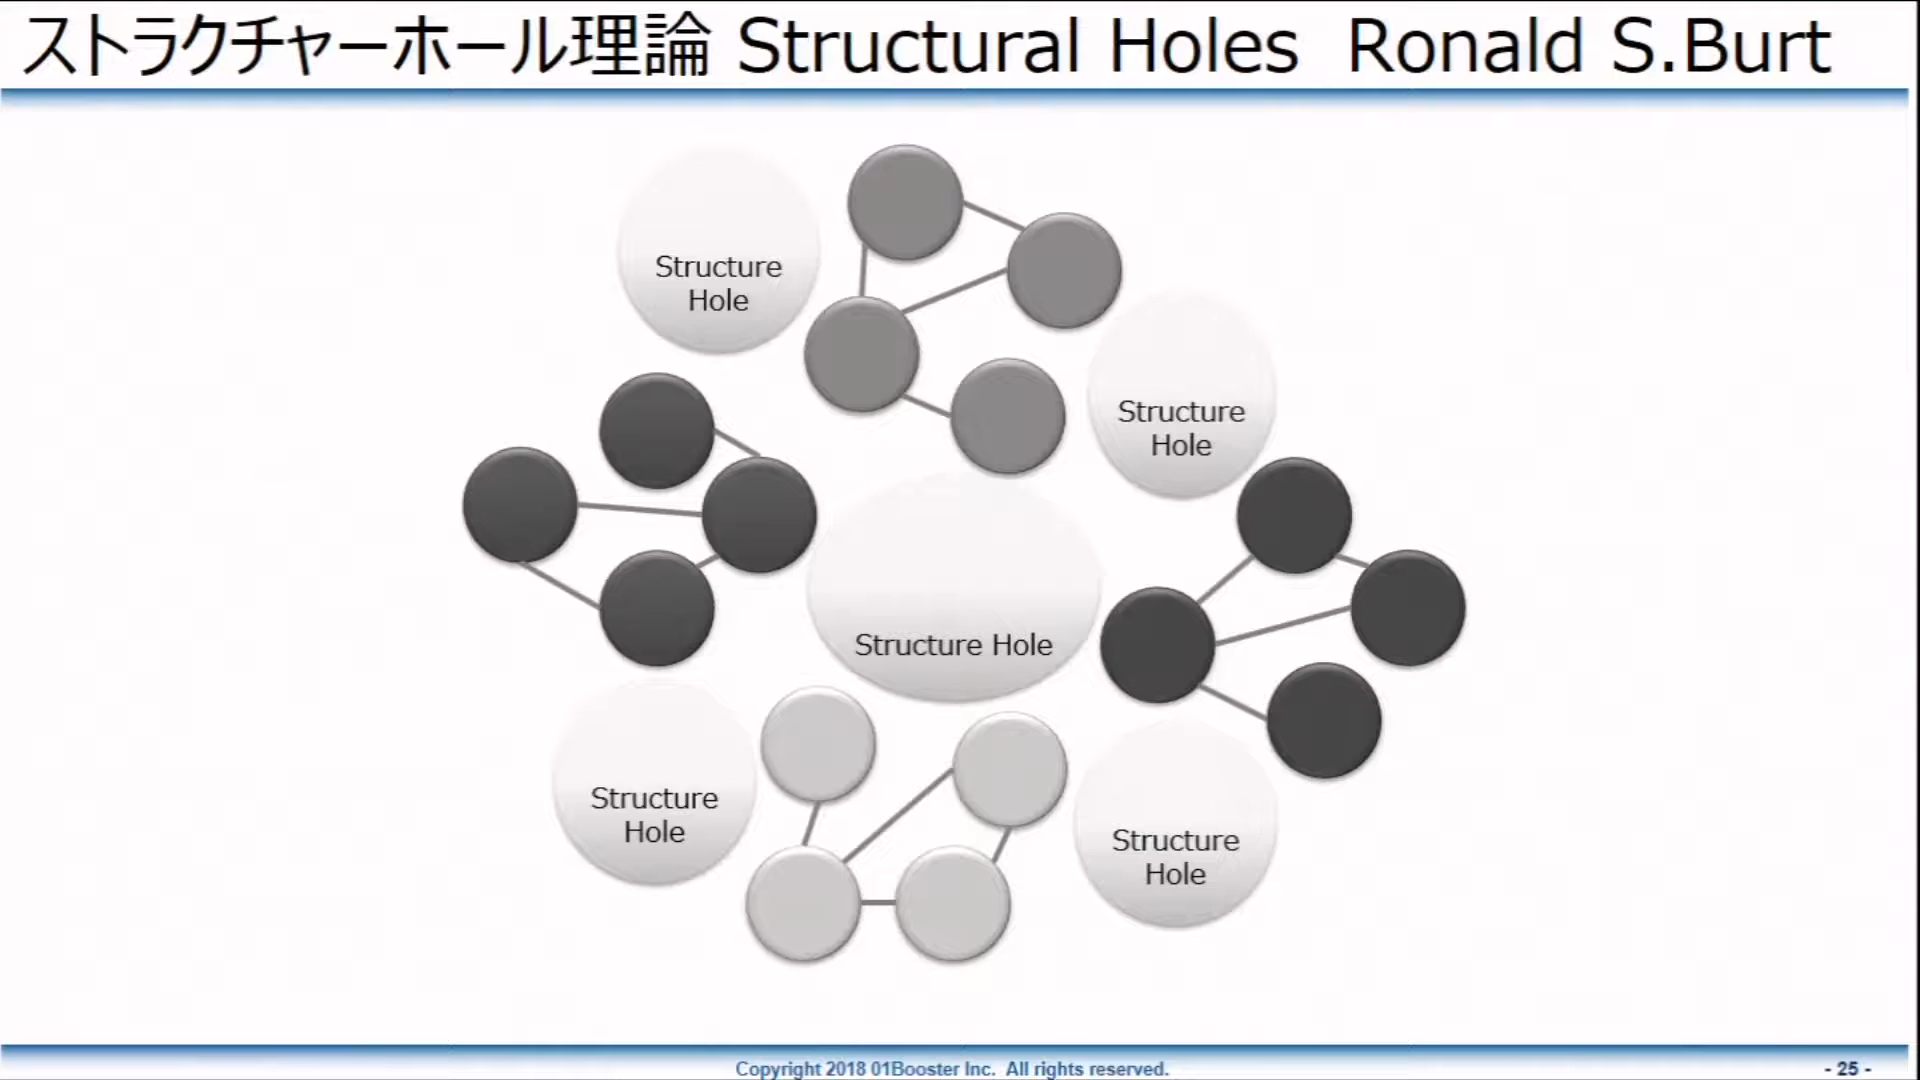 ストラクチャーホール理論 Structural Holes Ronald S.Burt
Structure
Hole
Structure
Hole
Structure Hole
Structure
Hole
Structure
Hole
Copyright 2018 01Booster Inc. All rights reserved.
- 25 -